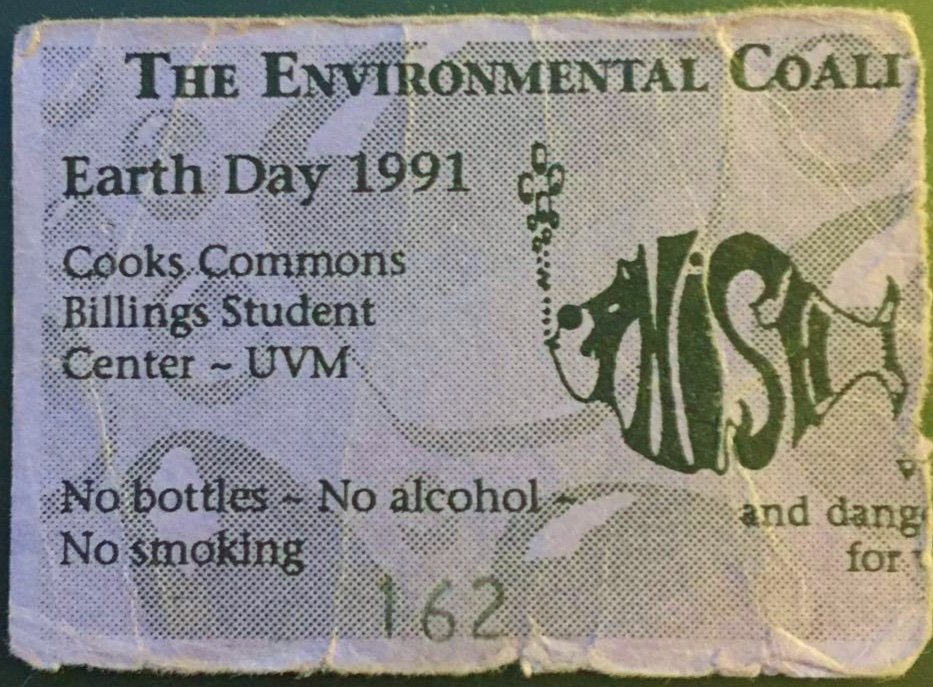 THE ENVIRONMENTAL COALI
Earth Day 1991
Cooks Commons
Billings Student
Center ~ UVM
PHISH
No bottles ~ No alcohol ~
No smoking
and dang
for
162